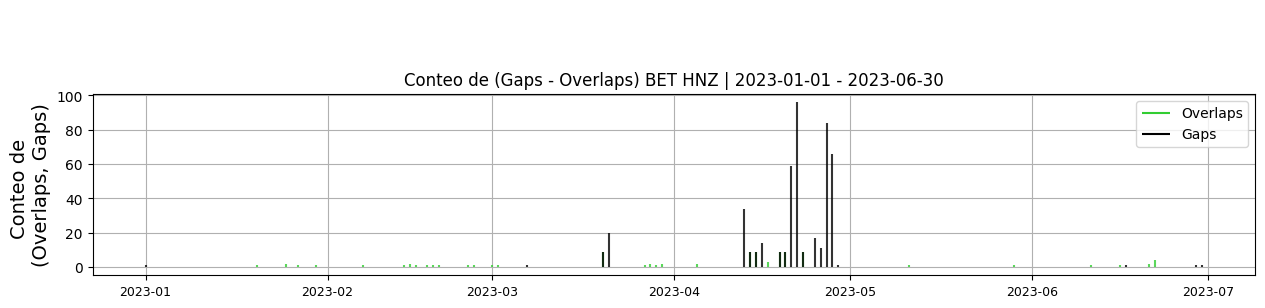 Conteo de (Gaps - Overlaps) BET HNZ | 2023-01-01 - 2023-06-30
Conteo de
(Overlaps, Gaps)
100
80
60
40
20
0
Overlaps
Gaps
2023-01
2023-02
2023-03
2023-04
2023-05
2023-06
2023-07